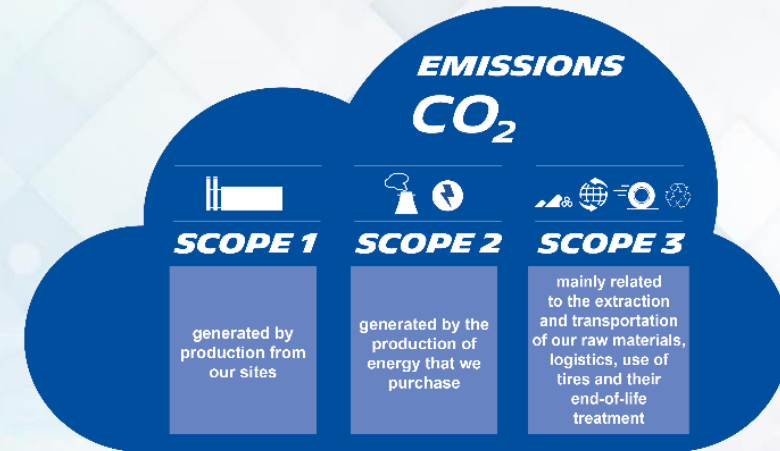 EMISSIONS
CO₂
SCOPE 1
SCOPE 2
SCOPE 3
generated by
production from
our sites
generated by the
production of
energy that we
purchase
mainly related
to the extraction
and transportation
of our raw materials,
logistics, use of
tires and their
end-of-life
treatment